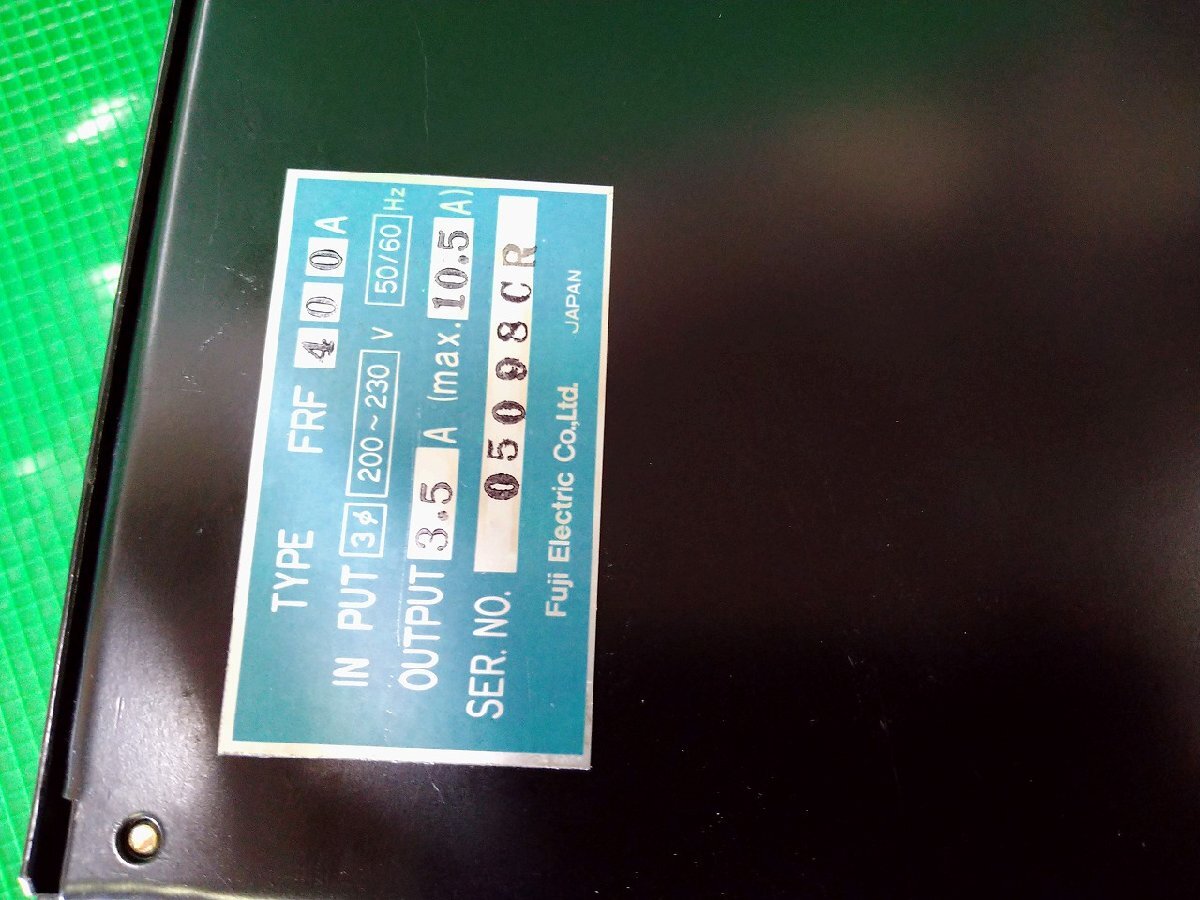 TYPE FRF 400A
IN PUT 3φ 200~230 V 50/60 Hz
OUTPUT 3.5 A (max. 10.5 A)
SER. NO. 05098CR
Fuji Electric Co.,Ltd. JAPAN